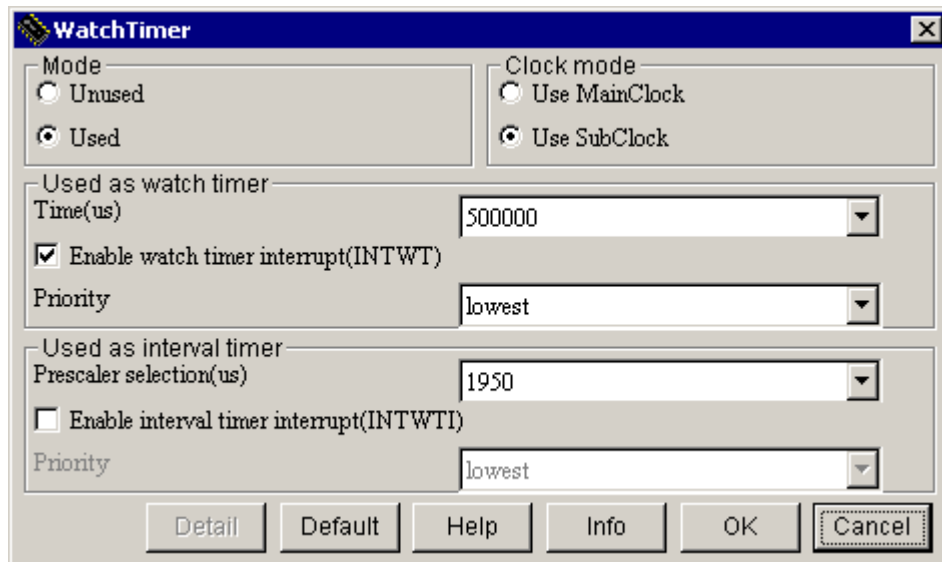 WatchTimer
Mode
Unused
Used
Clock mode
Use MainClock
Use SubClock
Used as watch timer
Time(us)
500000
Enable watch timer interrupt(INTWT)
Priority
lowest
Used as interval timer
Prescaler selection(us)
1950
Enable interval timer interrupt(INTWTI)
Priority
lowest
Detail
Default
Help
Info
OK
Cancel